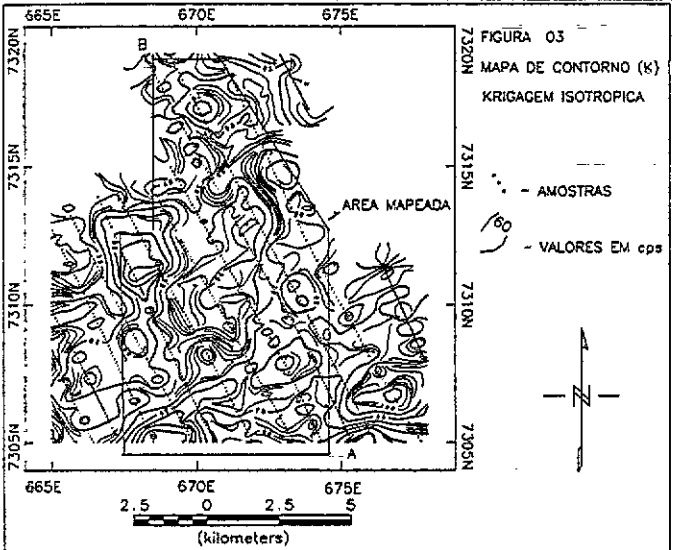 665E 670E 675E
7320N 7320N
7315N 7315N
7310N 7310N
7305N 7305N
B
FIGURA 03
MAPA DE CONTORNO (K)
KRIGAGEM ISOTROPICA
- AMOSTRAS
60
- VALORES EM cps
AREA MAPEADA
N
A
665E 670E 675E
2.5 0 2.5 5
(kilometers)